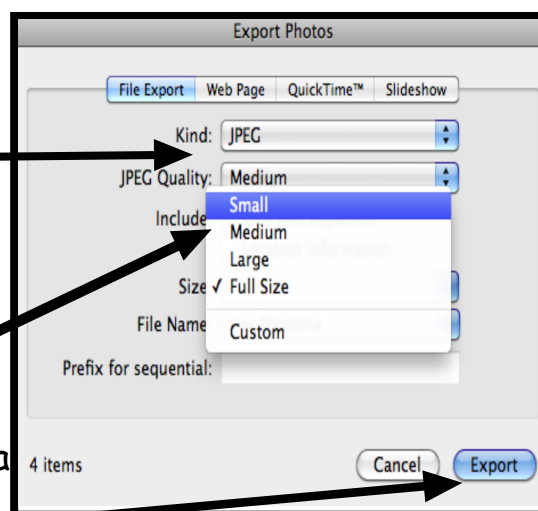 Export Photos
File Export Web Page QuickTime™ Slideshow
Kind: JPEG
JPEG Quality: Medium
Include
Small
Medium
Large
Size ✓ Full Size
File Name
Custom
Prefix for sequential:
a
4 items Cancel Export